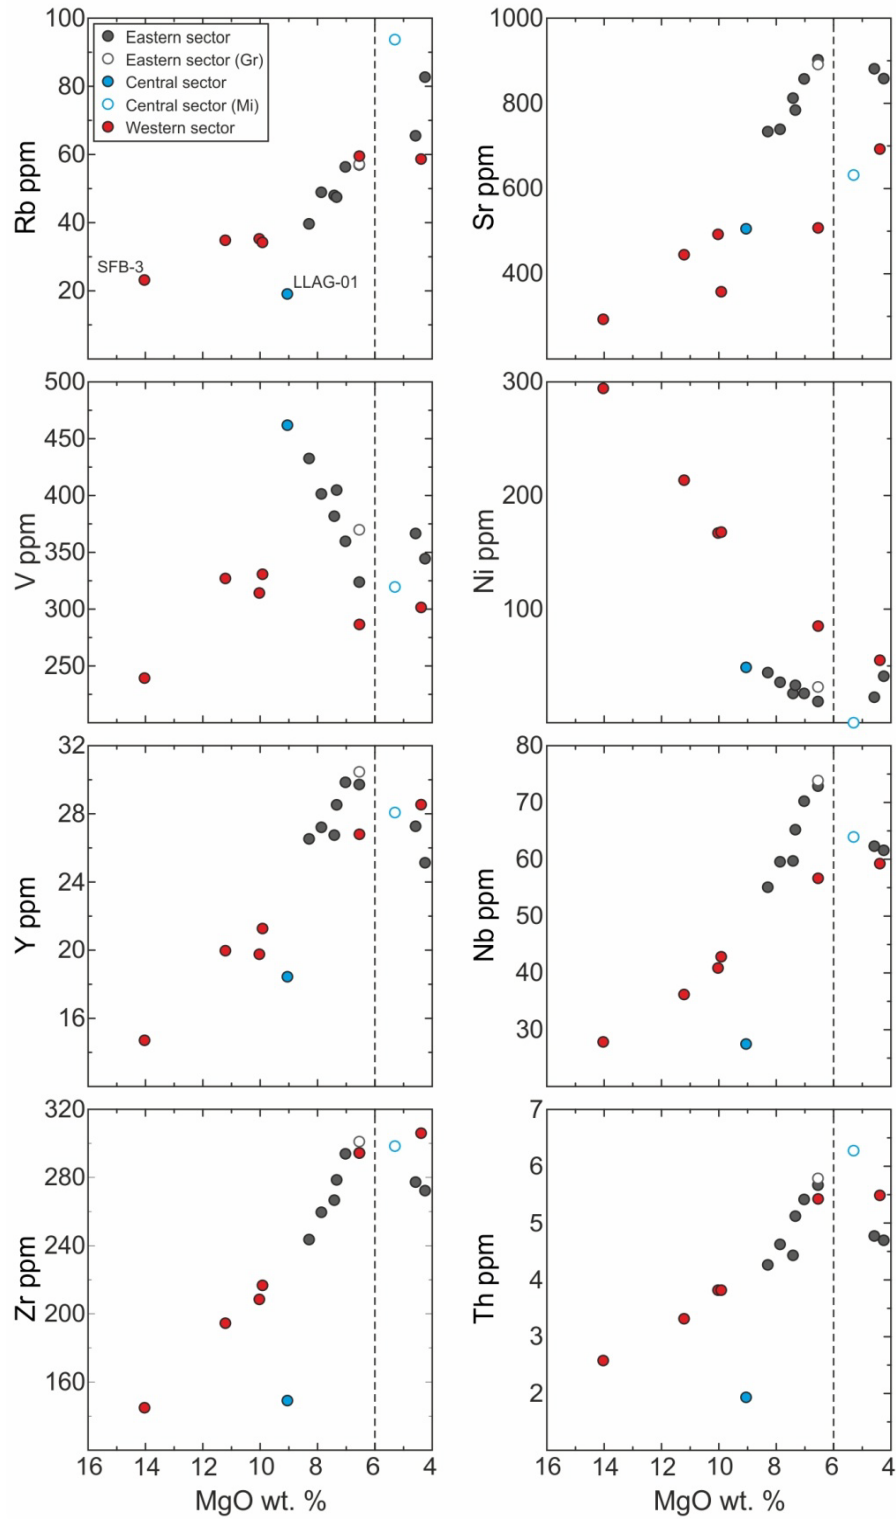 100
80
60
40
20
Rb ppm
Eastern sector
Eastern sector (Gr)
Central sector
Central sector (Mi)
Western sector
SFB-3
LLAG-01
1000
800
600
400
Sr ppm
500
450
400
350
300
250
V ppm
300
200
100
Ni ppm
32
28
24
20
16
Y ppm
80
70
60
50
40
30
Nb ppm
320
280
240
200
160
Zr ppm
16 14 12 10 8 6 4
MgO wt. %
7
6
5
4
3
2
Th ppm
16 14 12 10 8 6 4
MgO wt. %